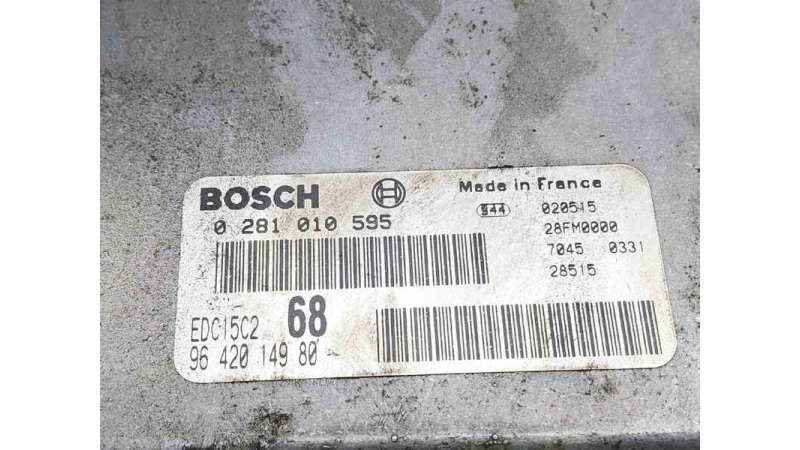 BOSCH
0 281 010 595
EDC15C2 68
96 420 149 80
Made in France
944 020515
28FM0000
7045 0331
28515